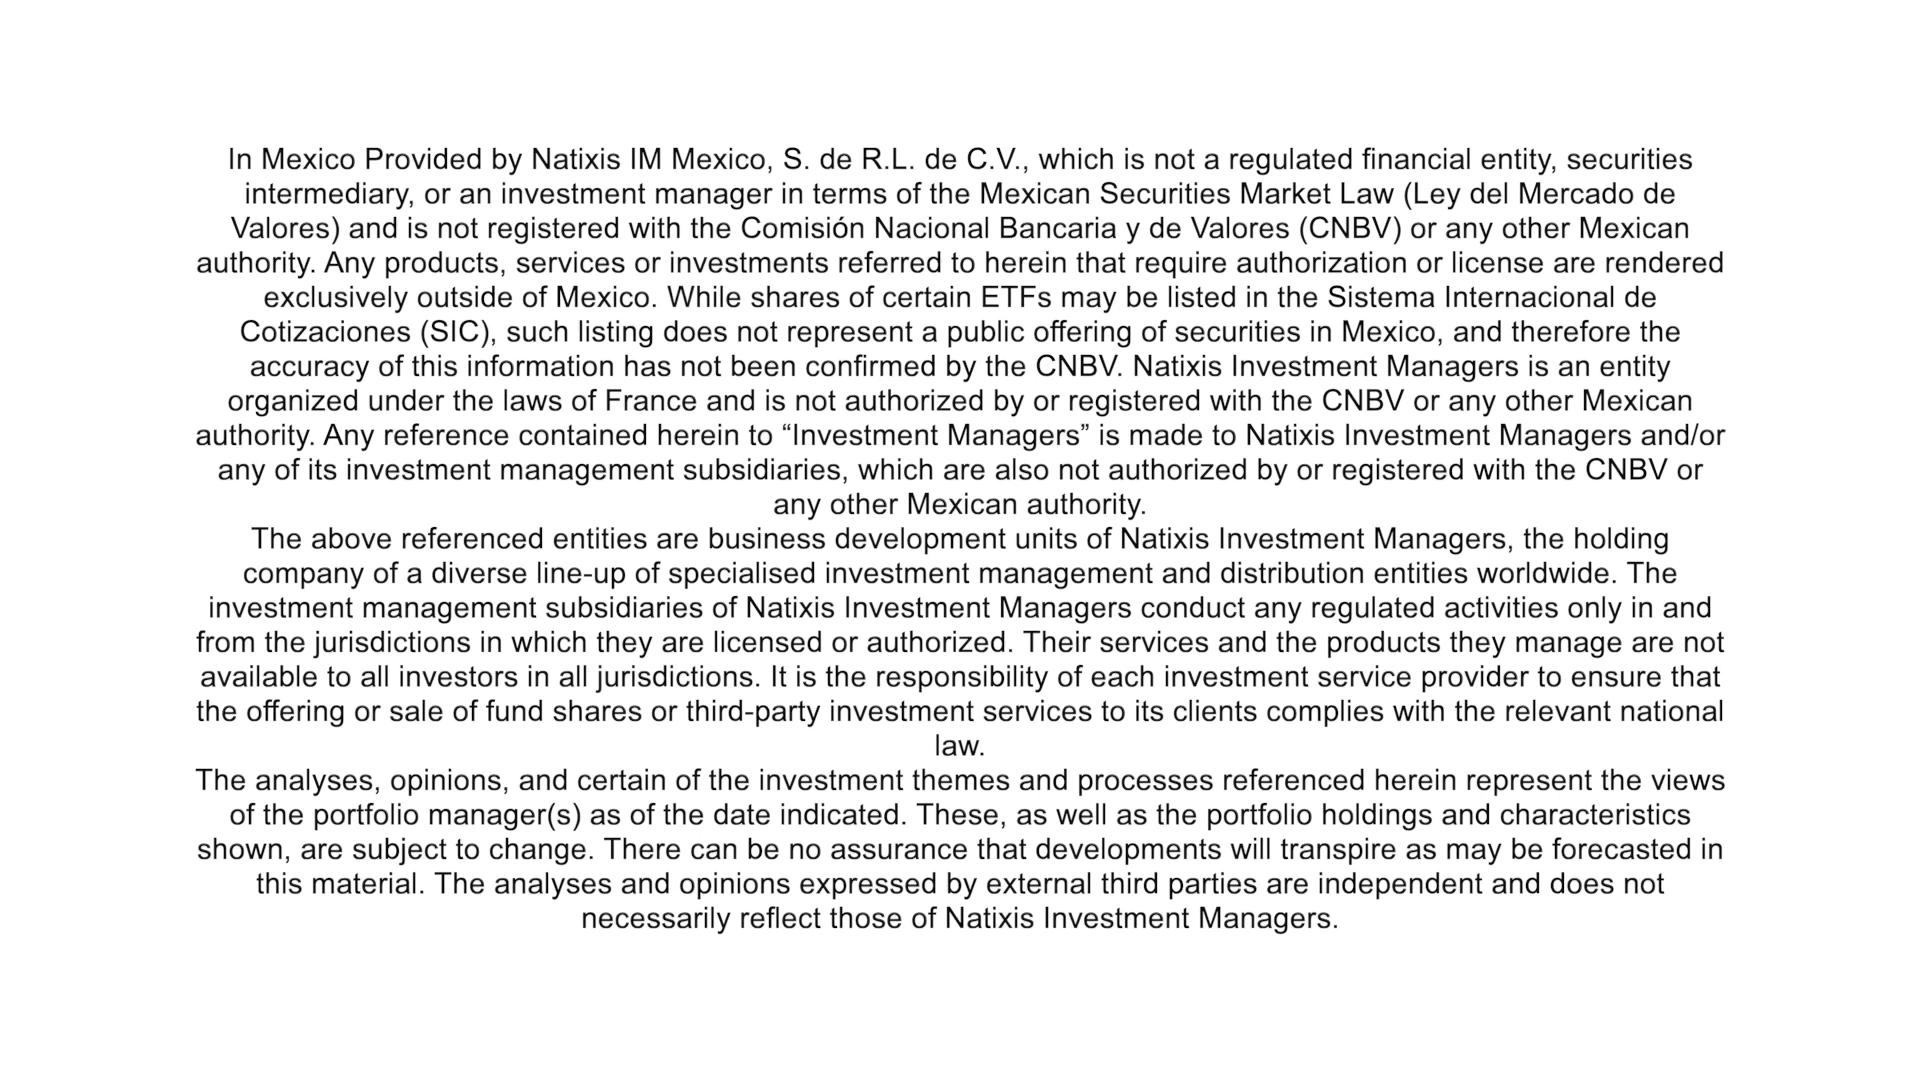 In Mexico Provided by Natixis IM Mexico, S. de R.L. de C.V., which is not a regulated financial entity, securities
intermediary, or an investment manager in terms of the Mexican Securities Market Law (Ley del Mercado de
Valores) and is not registered with the Comisión Nacional Bancaria y de Valores (CNBV) or any other Mexican
authority. Any products, services or investments referred to herein that require authorization or license are rendered
exclusively outside of Mexico. While shares of certain ETFs may be listed in the Sistema Internacional de
Cotizaciones (SIC), such listing does not represent a public offering of securities in Mexico, and therefore the
accuracy of this information has not been confirmed by the CNBV. Natixis Investment Managers is an entity
organized under the laws of France and is not authorized by or registered with the CNBV or any other Mexican
authority. Any reference contained herein to “Investment Managers” is made to Natixis Investment Managers and/or
any of its investment management subsidiaries, which are also not authorized by or registered with the CNBV or
any other Mexican authority.
The above referenced entities are business development units of Natixis Investment Managers, the holding
company of a diverse line-up of specialised investment management and distribution entities worldwide. The
investment management subsidiaries of Natixis Investment Managers conduct any regulated activities only in and
from the jurisdictions in which they are licensed or authorized. Their services and the products they manage are not
available to all investors in all jurisdictions. It is the responsibility of each investment service provider to ensure that
the offering or sale of fund shares or third-party investment services to its clients complies with the relevant national
law.
The analyses, opinions, and certain of the investment themes and processes referenced herein represent the views
of the portfolio manager(s) as of the date indicated. These, as well as the portfolio holdings and characteristics
shown, are subject to change. There can be no assurance that developments will transpire as may be forecasted in
this material. The analyses and opinions expressed by external third parties are independent and does not
necessarily reflect those of Natixis Investment Managers.